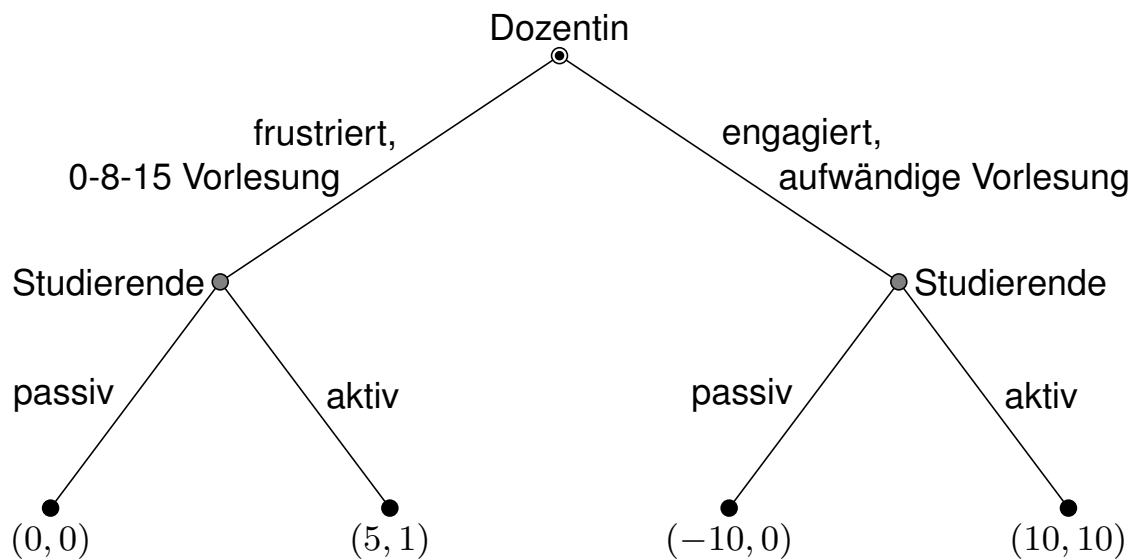 Dozentin
frustriert,
0-8-15 Vorlesung
engagiert,
aufwändige Vorlesung
Studierende
Studierende
passiv
aktiv
passiv
aktiv
(0, 0)
(5, 1)
(−10, 0)
(10, 10)